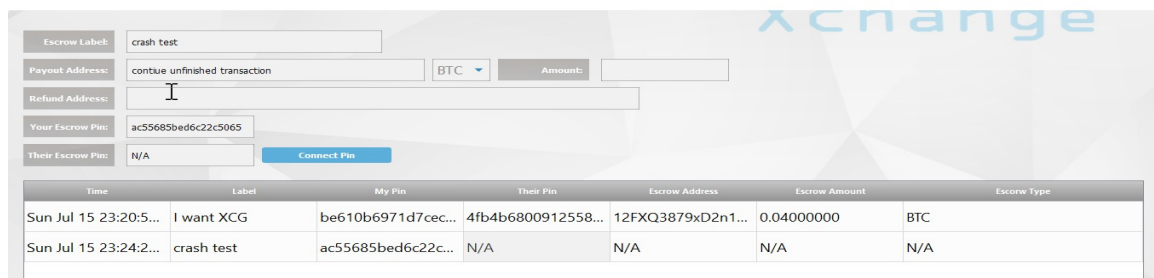 xchange
Escrow Label: crash test
Payout Address: contiue unfinished transaction BTC Amount:
Refund Address:
Your Escrow Pin: ac55685bed6c22c5065
Their Escrow Pin: N/A Connect Pin
Time Label My Pin Their Pin Escrow Address Escrow Amount Escorw Type
Sun Jul 15 23:20:5... I want XCG be610b6971d7cec... 4fb4b6800912558... 12FXQ3879xD2n1... 0.04000000 BTC
Sun Jul 15 23:24:2... crash test ac55685bed6c22c... N/A N/A N/A N/A